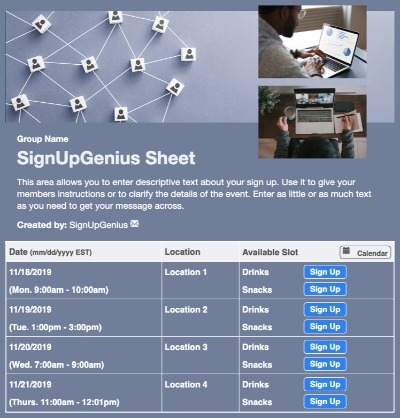 Group Name
SignUpGenius Sheet
This area allows you to enter descriptive text about your sign up. Use it to give your
members instructions or to clarify the details of the event. Enter as little or as much text
as you need to get your message across.
Created by: SignUpGenius
Date (mm/dd/yyyy EST) Location Available Slot Calendar
11/18/2019 Location 1 Drinks Sign Up
(Mon. 9:00am - 10:00am) Snacks Sign Up
11/19/2019 Location 2 Drinks Sign Up
(Tue. 1:00pm - 3:00pm) Snacks Sign Up
11/20/2019 Location 3 Drinks Sign Up
(Wed. 7:00am - 9:00am) Snacks Sign Up
11/21/2019 Location 4 Drinks Sign Up
(Thurs. 11:00am - 12:01pm) Snacks Sign Up